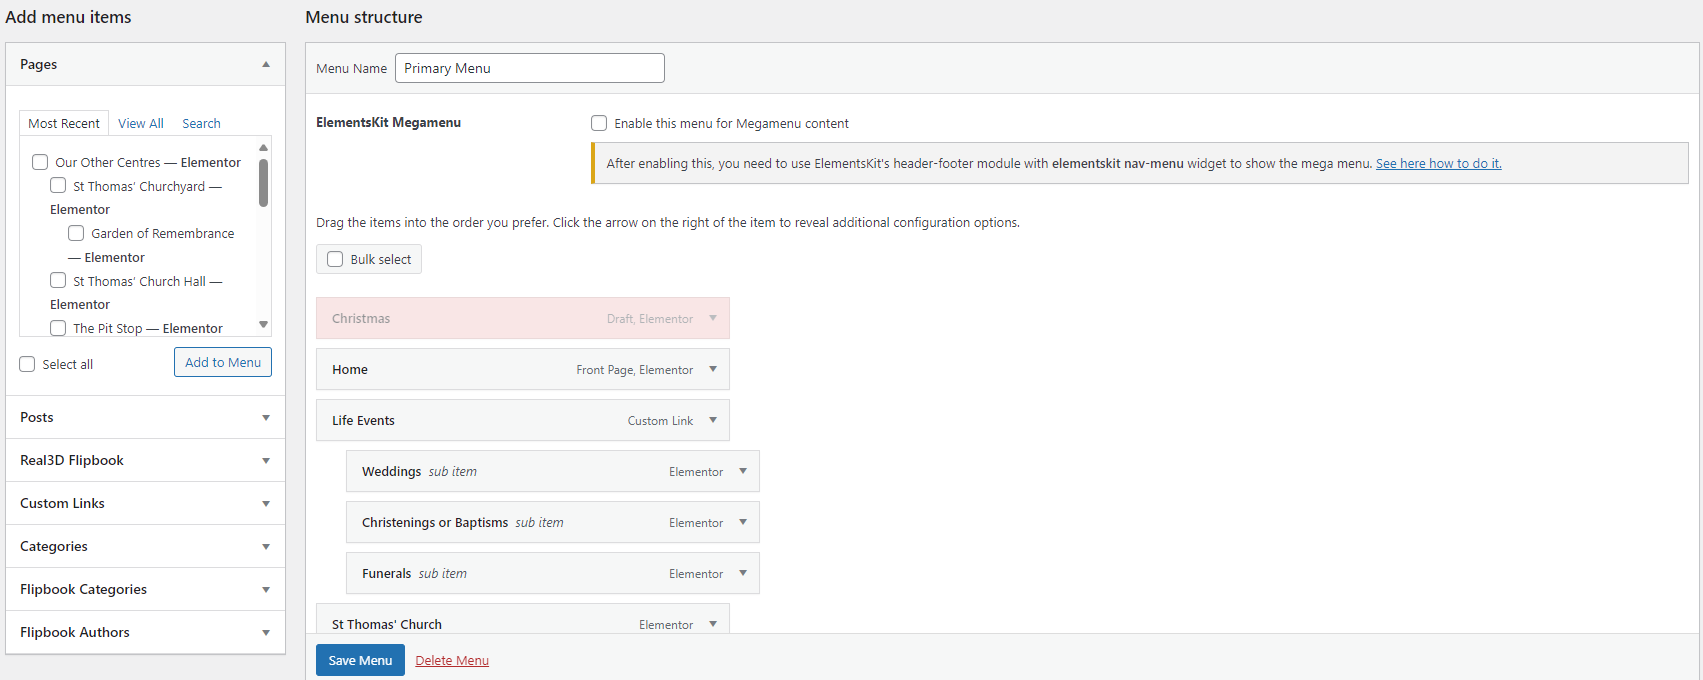 Add menu items
Menu structure
Pages
Most Recent
View All
Search
Our Other Centres — Elementor
St Thomas' Churchyard —
Elementor
Garden of Remembrance
— Elementor
St Thomas' Church Hall —
Elementor
The Pit Stop — Elementor
Select all
Add to Menu
Posts
Real3D Flipbook
Custom Links
Categories
Flipbook Categories
Flipbook Authors
Menu Name
Primary Menu
ElementsKit Megamenu
Enable this menu for Megamenu content
After enabling this, you need to use ElementsKit's header-footer module with elementskit nav-menu widget to show the mega menu. See here how to do it.
Drag the items into the order you prefer. Click the arrow on the right of the item to reveal additional configuration options.
Bulk select
Christmas Draft, Elementor
Home Front Page, Elementor
Life Events Custom Link
Weddings sub item Elementor
Christenings or Baptisms sub item Elementor
Funerals sub item Elementor
St Thomas' Church Elementor
Save Menu
Delete Menu